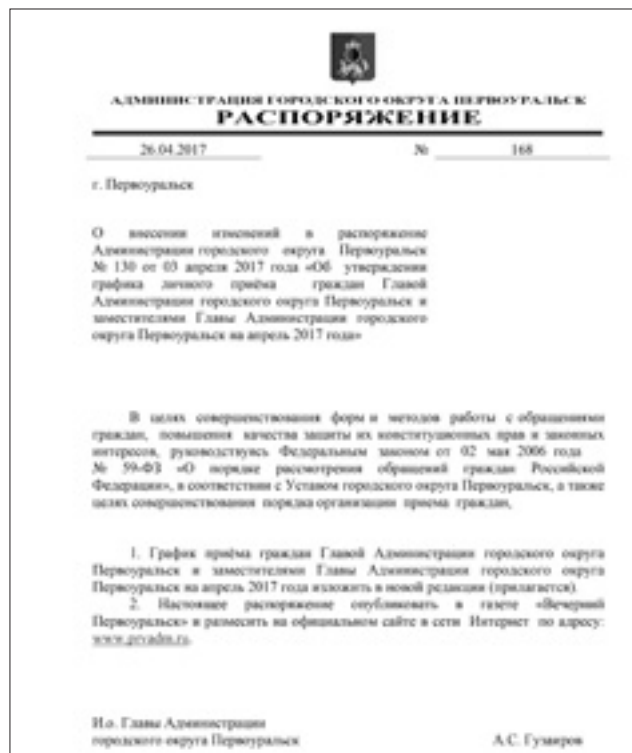 АДМИНИСТРАЦИЯ ГОРОДСКОГО ОКРУГА ПЕРВОУРАЛЬСК
РАСПОРЯЖЕНИЕ
26.04.2017 № 168
г. Первоуральск
О внесении изменений в распоряжение
Администрации городского округа Первоуральск
№ 130 от 03 апреля 2017 года «Об утверждении
графика личного приёма граждан Главой
Администрации городского округа Первоуральск и
заместителями Главы Администрации городского
округа Первоуральск на апрель 2017 года»
В целях совершенствования форм и методов работы с обращениями
граждан, повышения качества защиты их конституционных прав и законных
интересов, руководствуясь Федеральным законом от 02 мая 2006 года
№ 59-ФЗ «О порядке рассмотрения обращений граждан Российской
Федерации», в соответствии с Уставом городского округа Первоуральск, а также
целях совершенствования порядка организации приема граждан,
1. График приёма граждан Главой Администрации городского округа
Первоуральск и заместителями Главы Администрации городского округа
Первоуральск на апрель 2017 года изложить в новой редакции (прилагается).
2. Настоящее распоряжение опубликовать в газете «Вечерний
Первоуральск» и разместить на официальном сайте в сети Интернет по адресу:
www.prvadm.ru.
И.о. Главы Администрации
городского округа Первоуральск А.С. Гузаиров